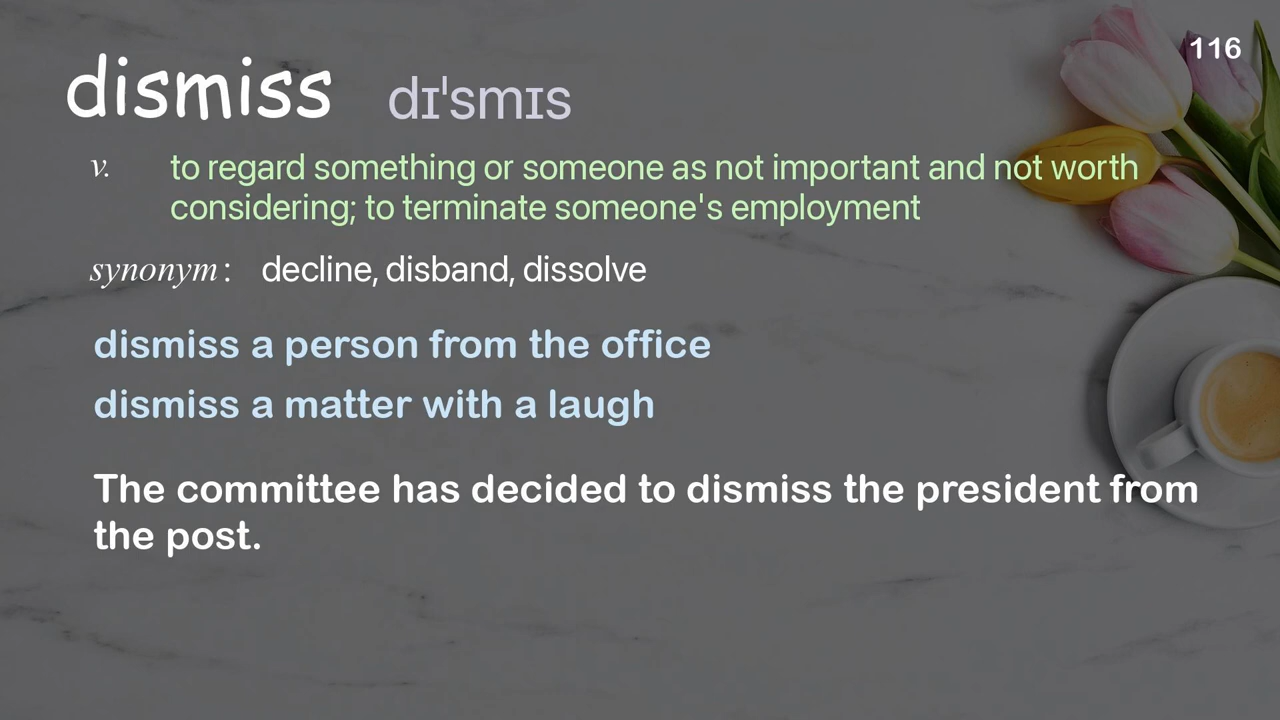 116
dismiss dɪ'smɪs
v. to regard something or someone as not important and not worth
considering; to terminate someone's employment
synonym: decline, disband, dissolve
dismiss a person from the office
dismiss a matter with a laugh
The committee has decided to dismiss the president from
the post.